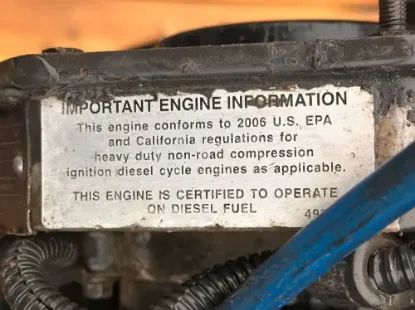 IMPORTANT ENGINE INFORMATION
This engine conforms to 2006 U.S. EPA
and California regulations for
heavy duty non-road compression
ignition diesel cycle engines as applicable.
THIS ENGINE IS CERTIFIED TO OPERATE
ON DIESEL FUEL